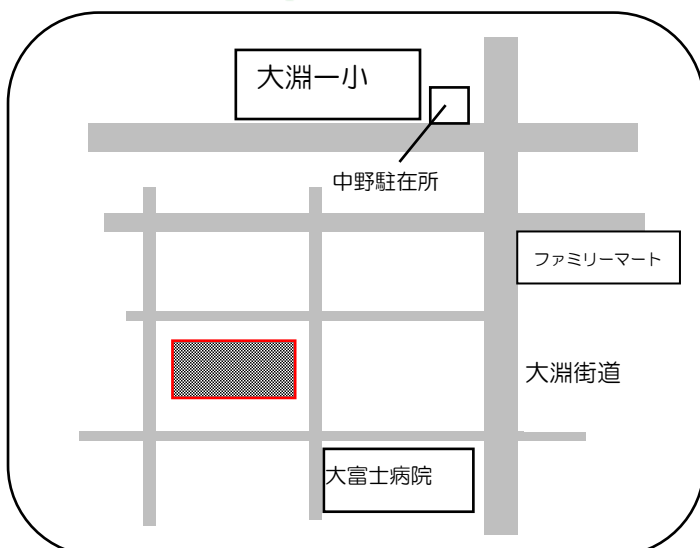 大淵一小
中野駐在所
ファミリーマート
大淵街道
大富士病院